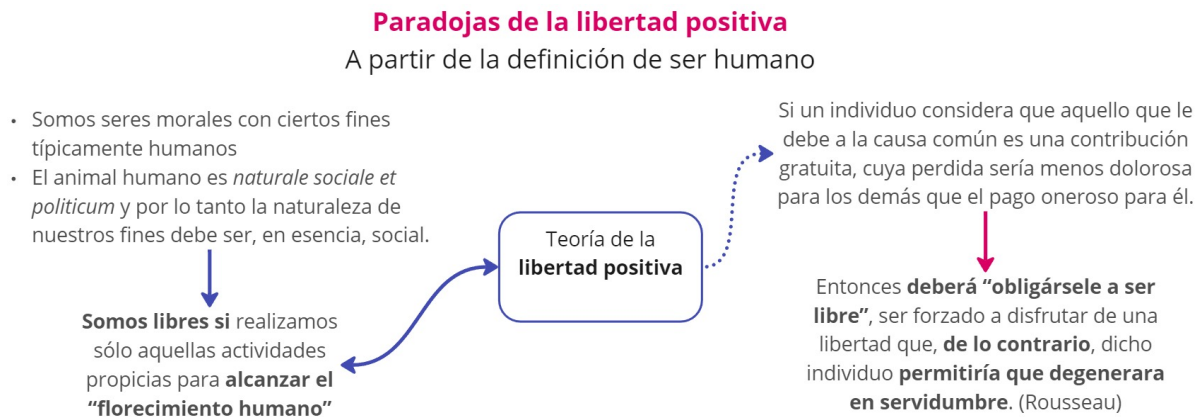 Paradojas de la libertad positiva
A partir de la definición de ser humano
• Somos seres morales con ciertos fines
típicamente humanos
• El animal humano es naturale sociale et
politicum y por lo tanto la naturaleza de
nuestros fines debe ser, en esencia, social.
Somos libres si realizamos
sólo aquellas actividades
propicias para alcanzar el
“florecimiento humano”
Teoría de la
libertad positiva
Si un individuo considera que aquello que le
debe a la causa común es una contribución
gratuita, cuya perdida sería menos dolorosa
para los demás que el pago oneroso para él.
Entonces deberá “obligársele a ser
libre”, ser forzado a disfrutar de una
libertad que, de lo contrario, dicho
individuo permitiría que degenerara
en servidumbre. (Rousseau)